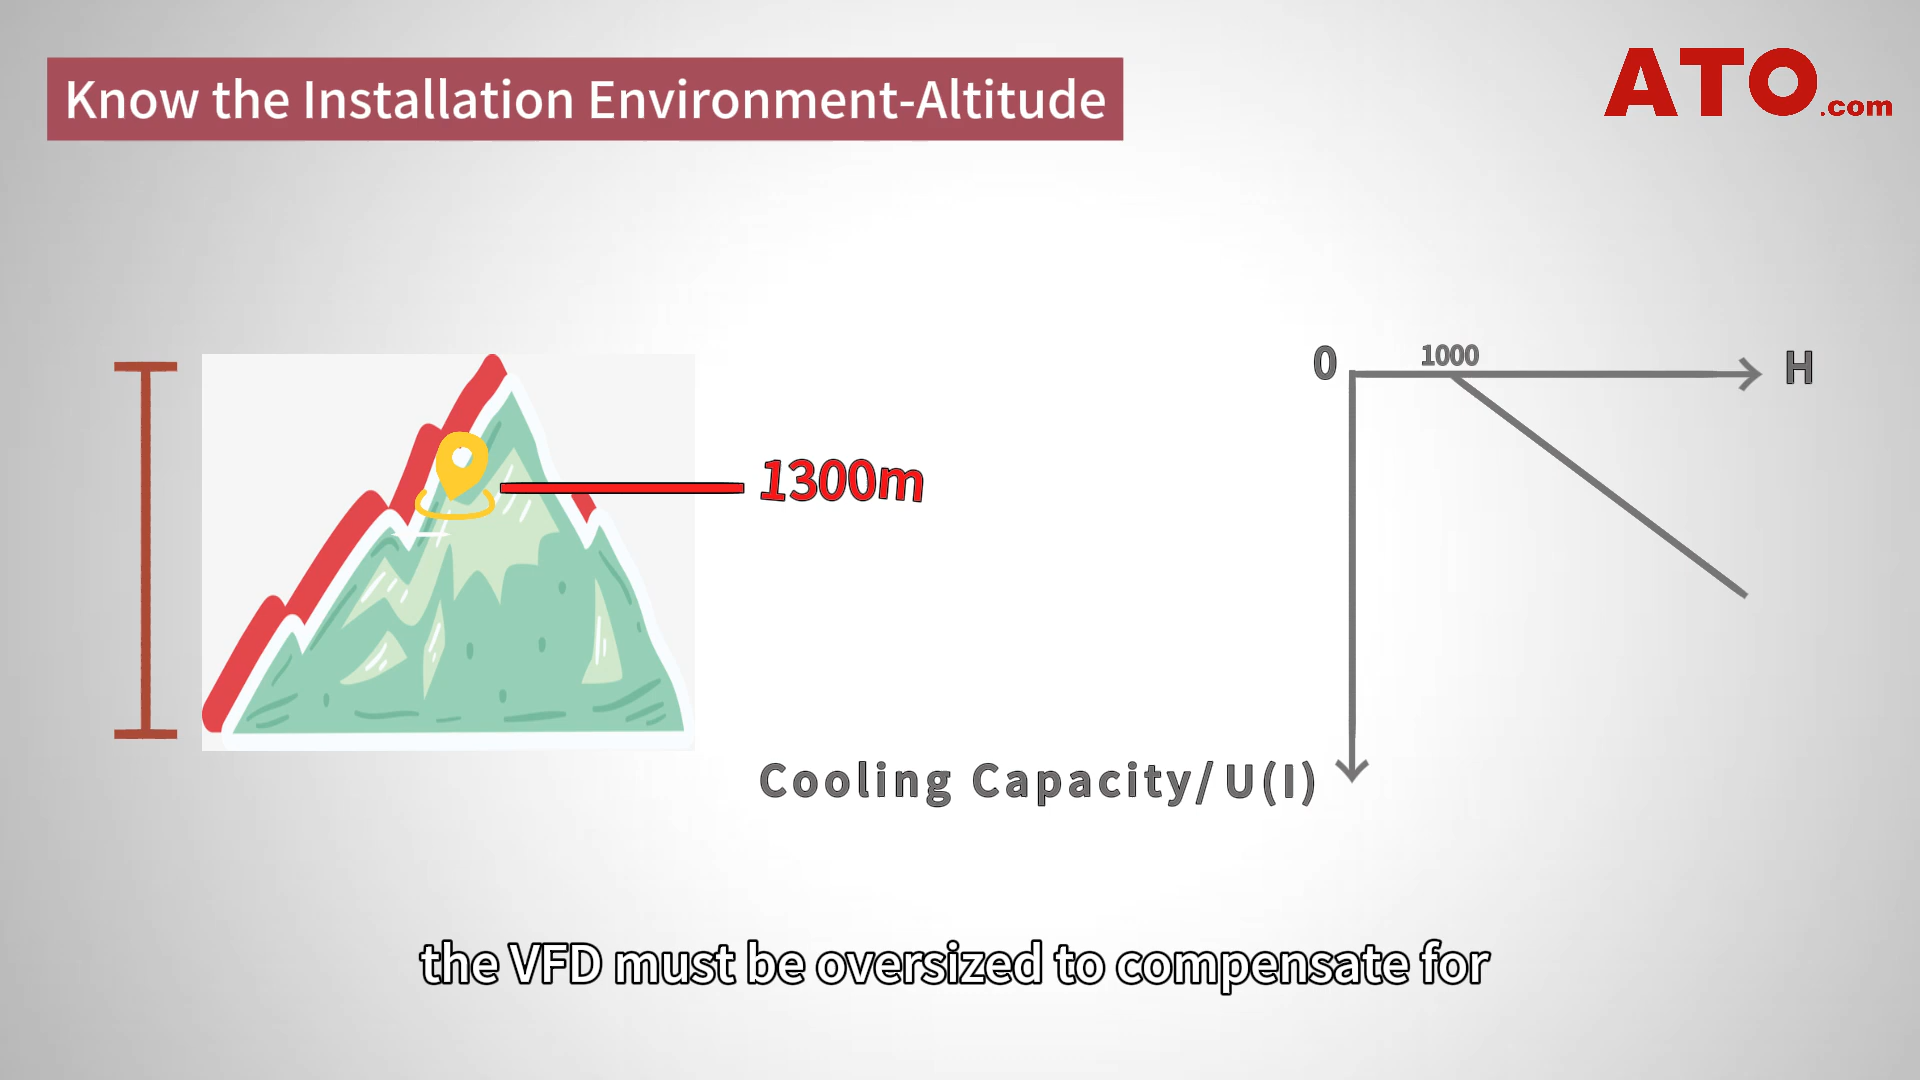 Know the Installation Environment-Altitude
ATO.com
0
1000
H
1300m
Cooling Capacity/U(I)
the VFD must be oversized to compensate for